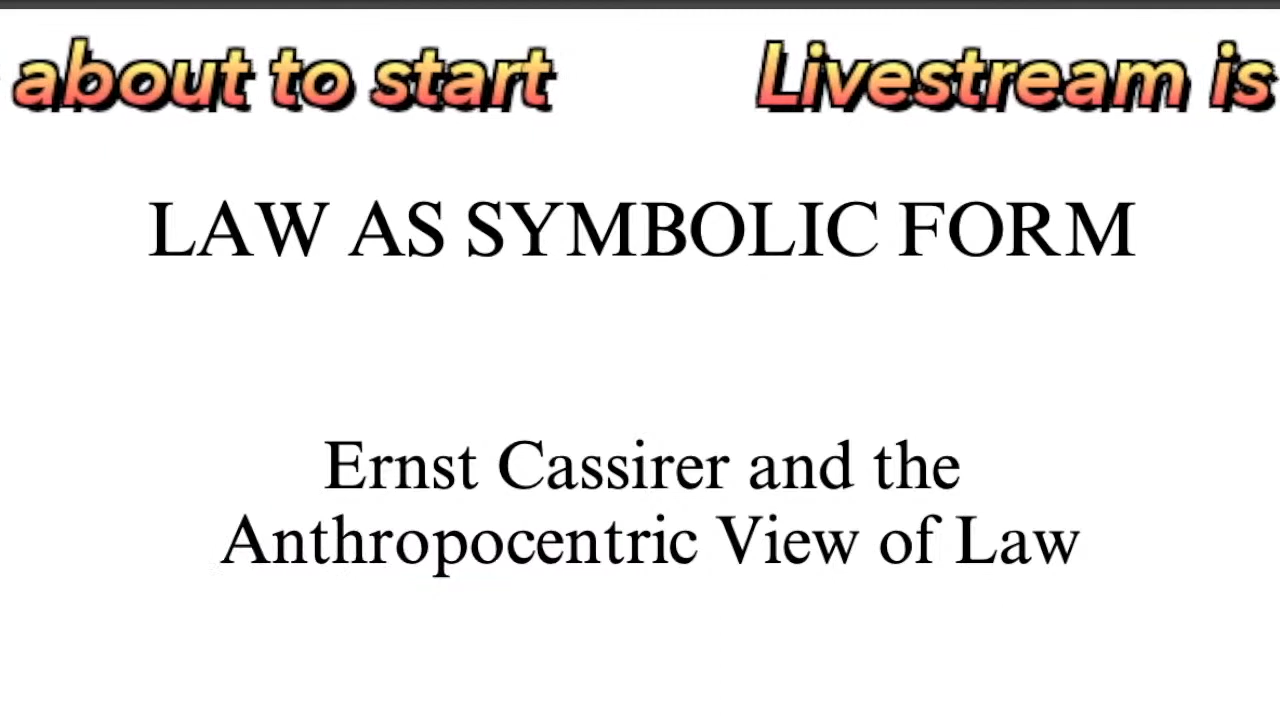 about to start Livestream is
LAW AS SYMBOLIC FORM
Ernst Cassirer and the
Anthropocentric View of Law